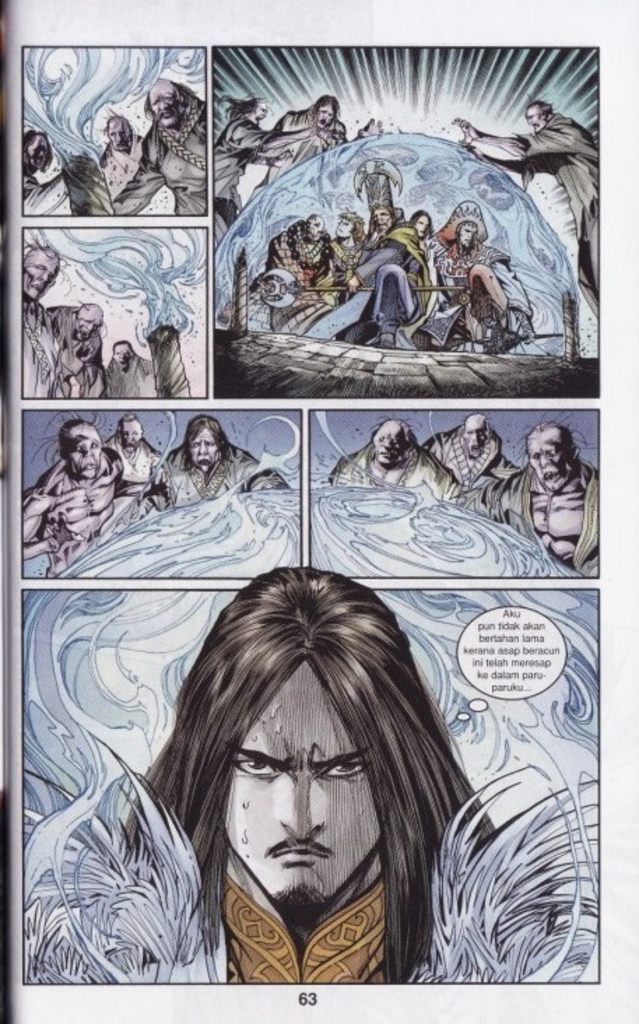 Aku
pun tidak akan
bertahan lama
kerana asap beracun
ini telah meresap
ke dalam paru-
paruku...
63